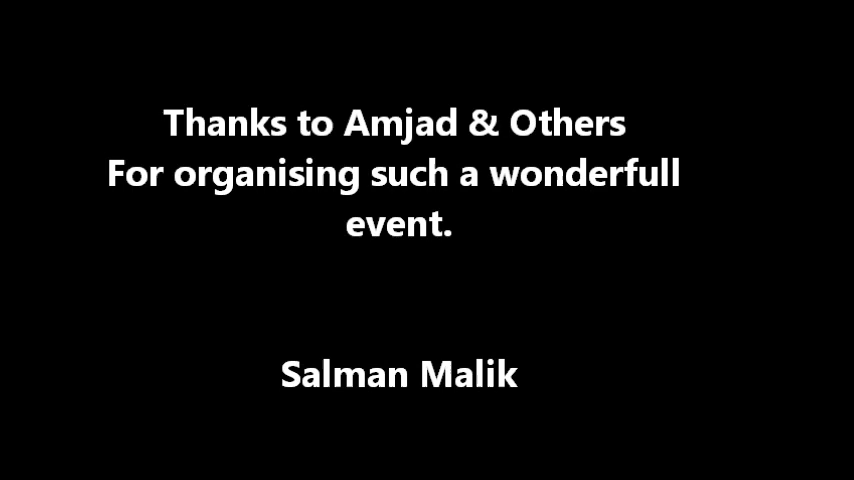 Thanks to Amjad & Others
For organising such a wonderfull
event.
Salman Malik